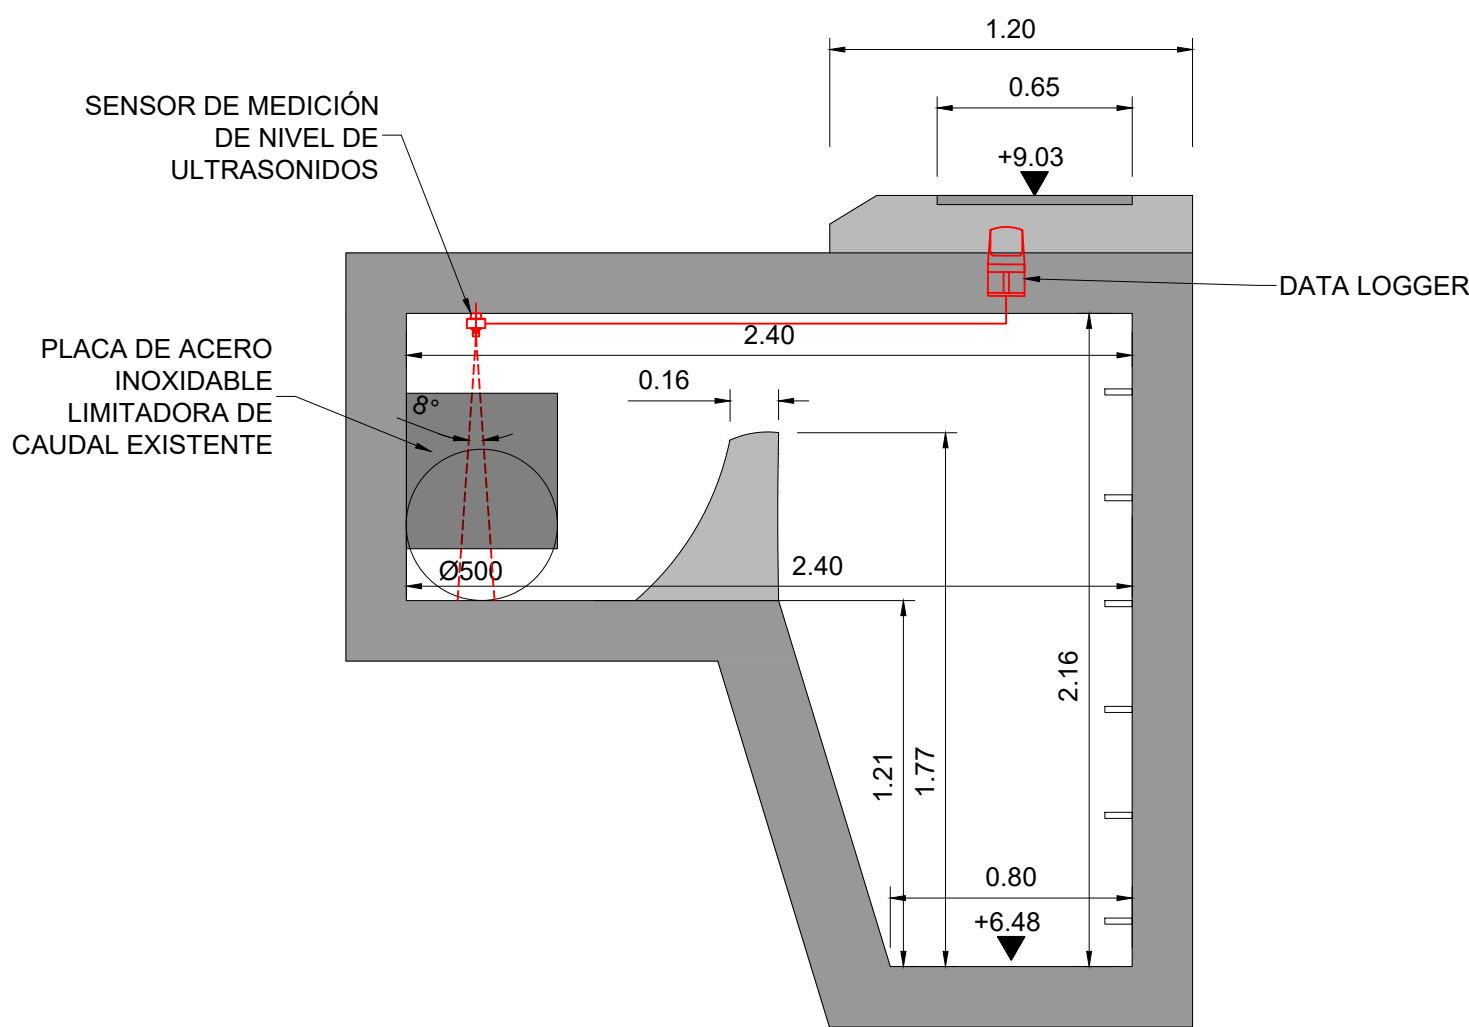 1.20
0.65
SENSOR DE MEDICIÓN
DE NIVEL DE
ULTRASONIDOS
+9.03
DATA LOGGER
2.40
PLACA DE ACERO
INOXIDABLE
LIMITADORA DE
CAUDAL EXISTENTE
0.16
8°
Ø500
2.40
2.16
1.21
1.77
0.80
+6.48